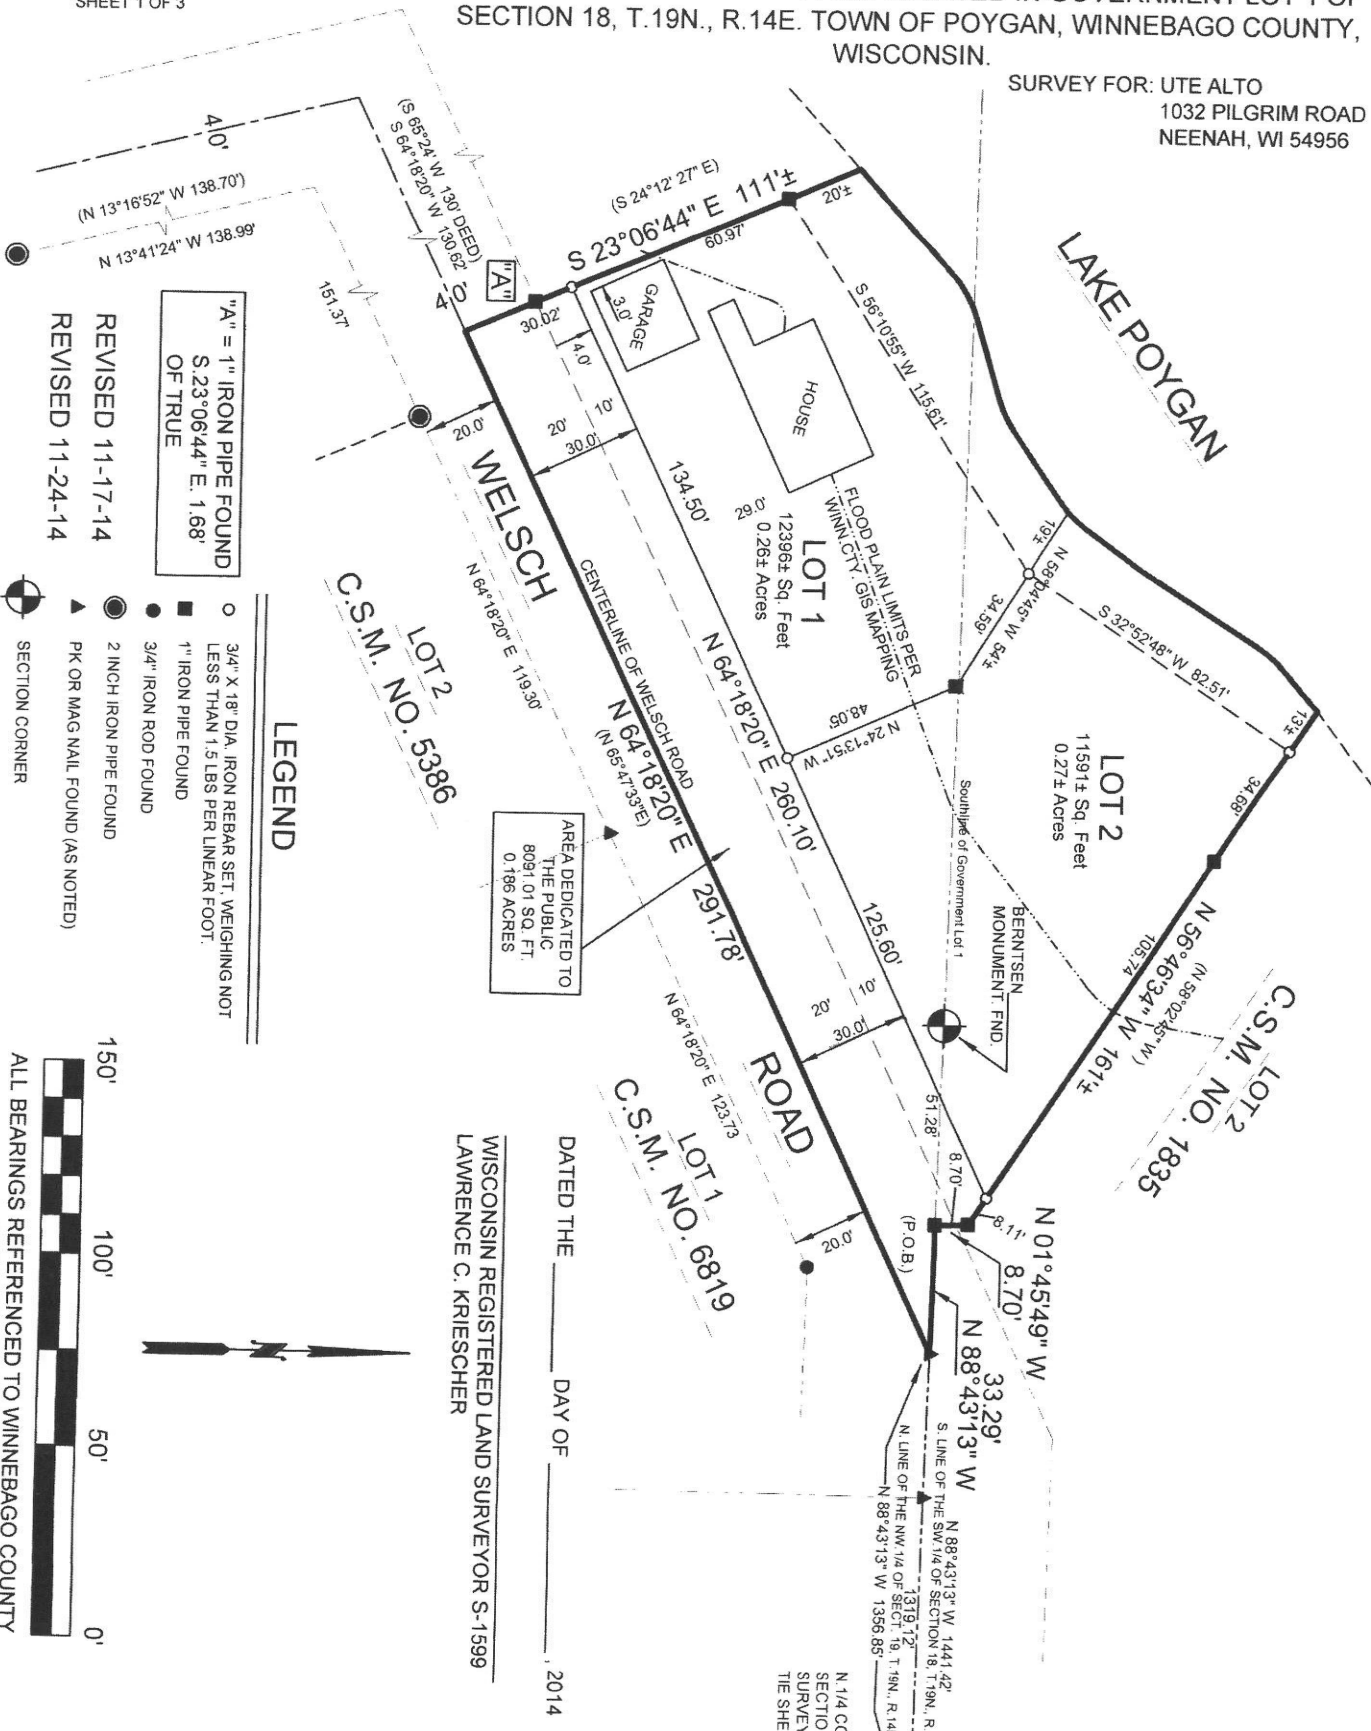 SHEET 1 OF 3
SECTION 18, T.19N., R.14E. TOWN OF POYGAN, WINNEBAGO COUNTY,
WISCONSIN.
SURVEY FOR: UTE ALTO
1032 PILGRIM ROAD
NEENAH, WI 54956
LAKE POYGAN
(S 65°24' W 130' DEED)
S 64°18'20" W 130.62'
4.0'
(N 13°16'52" W 138.70')
N 13°41'24" W 138.99'
151.37'
(S 24°12' 27" E)
S 23°06'44" E 111'±
60.97'
20'±
"A"
4.0'
30.02'
GARAGE
3.0'
4.0'
HOUSE
S 56°10'55" W 115.61'
10'
20'
30.0'
20.0'
134.50'
29.0'
LOT 1
12396± Sq. Feet
0.26± Acres
FLOOD PLAIN LIMITS PER
WINN.CTY. GIS MAPPING
19'±
N 58°04'45" W 54'±
34.59'
48.05'
N 24°13'51" W
S 32°52'48" W 82.51'
13'±
34.68'
LOT 2
11591± Sq. Feet
0.27± Acres
Southline of Government Lot 1
N 64°18'20" E 260.10'
125.60'
WELSCH
ROAD
CENTERLINE OF WELSCH ROAD
N 64°18'20" E 291.78'
(N 65°47'33"E)
N 64°18'20" E 119.30'
LOT 2
C.S.M. NO. 5386
AREA DEDICATED TO
THE PUBLIC
8091.01 SQ. FT.
0.186 ACRES
10'
20'
30.0'
N 64°18'20" E 123.73
LOT 1
C.S.M. NO. 6819
20.0'
BERNTSEN
MONUMENT. FND.
N 56°46'34" W 161'±
(N 58°02'45" W)
105.74
LOT 2
C.S.M. NO. 1835
51.28'
8.70'
8.11'
(P.O.B.)
N 01°45'49" W
8.70'
33.29'
N 88°43'13" W
N 88°43'13" W 1441.42'
S. LINE OF THE SW.1/4 OF SECTION 18, T.19N., R.
1319.12'
N. LINE OF THE NW.1/4 OF SECT. 19, T.19N., R.14
N 88°43'13" W 1356.85'
N.1/4 CO
SECTIO
SURVEY
TIE SHE
"A" = 1" IRON PIPE FOUND
S.23°06'44" E. 1.68'
OF TRUE
REVISED 11-17-14
REVISED 11-24-14
LEGEND
3/4" X 18" DIA. IRON REBAR SET, WEIGHING NOT
LESS THAN 1.5 LBS PER LINEAR FOOT.
1" IRON PIPE FOUND
3/4" IRON ROD FOUND
2 INCH IRON PIPE FOUND
PK OR MAG NAIL FOUND (AS NOTED)
SECTION CORNER
DATED THE ________ DAY OF ________________, 2014
WISCONSIN REGISTERED LAND SURVEYOR S-1599
LAWRENCE C. KRIESCHER
N
150' 100' 50' 0'
ALL BEARINGS REFERENCED TO WINNEBAGO COUNTY